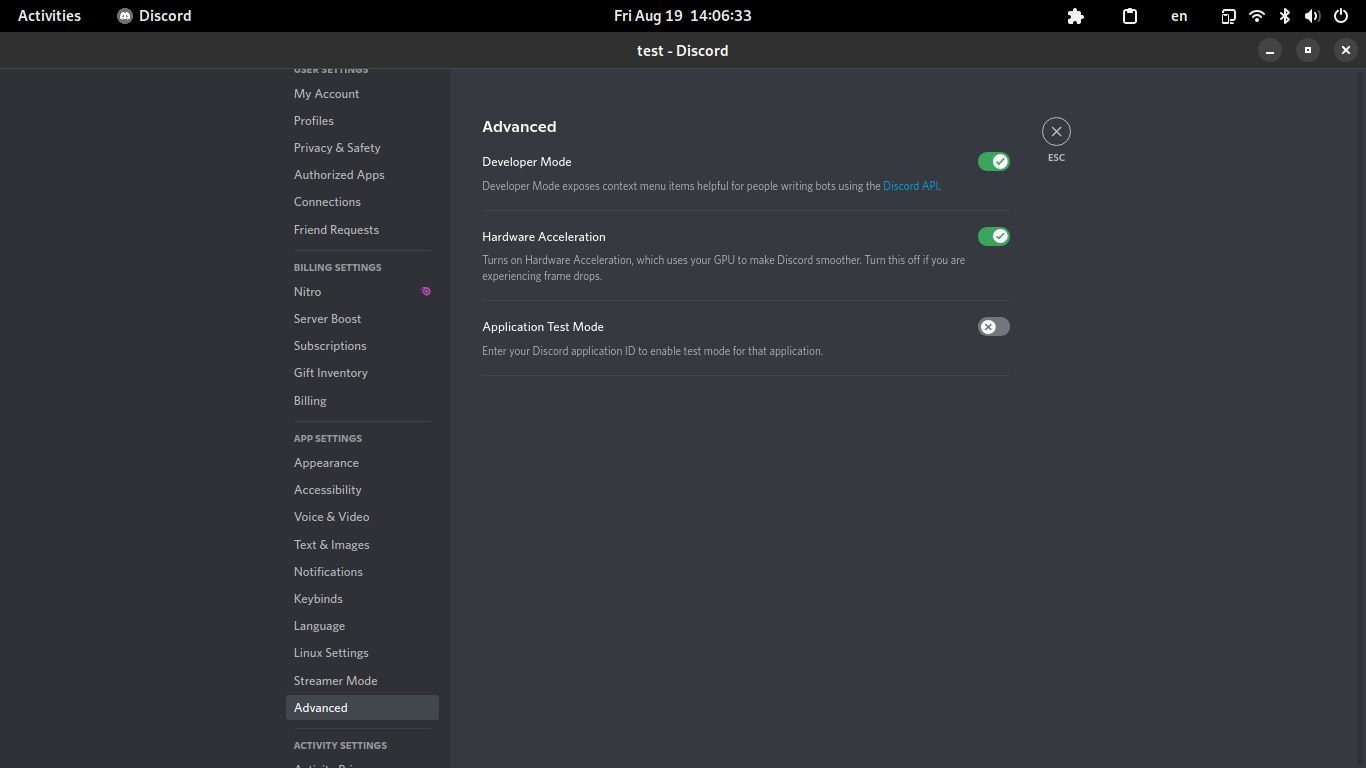 Activities
Discord
Fri Aug 19 14:06:33
en
test - Discord
USER SETTINGS
My Account
Profiles
Privacy & Safety
Authorized Apps
Connections
Friend Requests
BILLING SETTINGS
Nitro
Server Boost
Subscriptions
Gift Inventory
Billing
APP SETTINGS
Appearance
Accessibility
Voice & Video
Text & Images
Notifications
Keybinds
Language
Linux Settings
Streamer Mode
Advanced
ACTIVITY SETTINGS
Advanced
Developer Mode
Developer Mode exposes context menu items helpful for people writing bots using the Discord API.
Hardware Acceleration
Turns on Hardware Acceleration, which uses your GPU to make Discord smoother. Turn this off if you are
experiencing frame drops.
Application Test Mode
Enter your Discord application ID to enable test mode for that application.
ESC